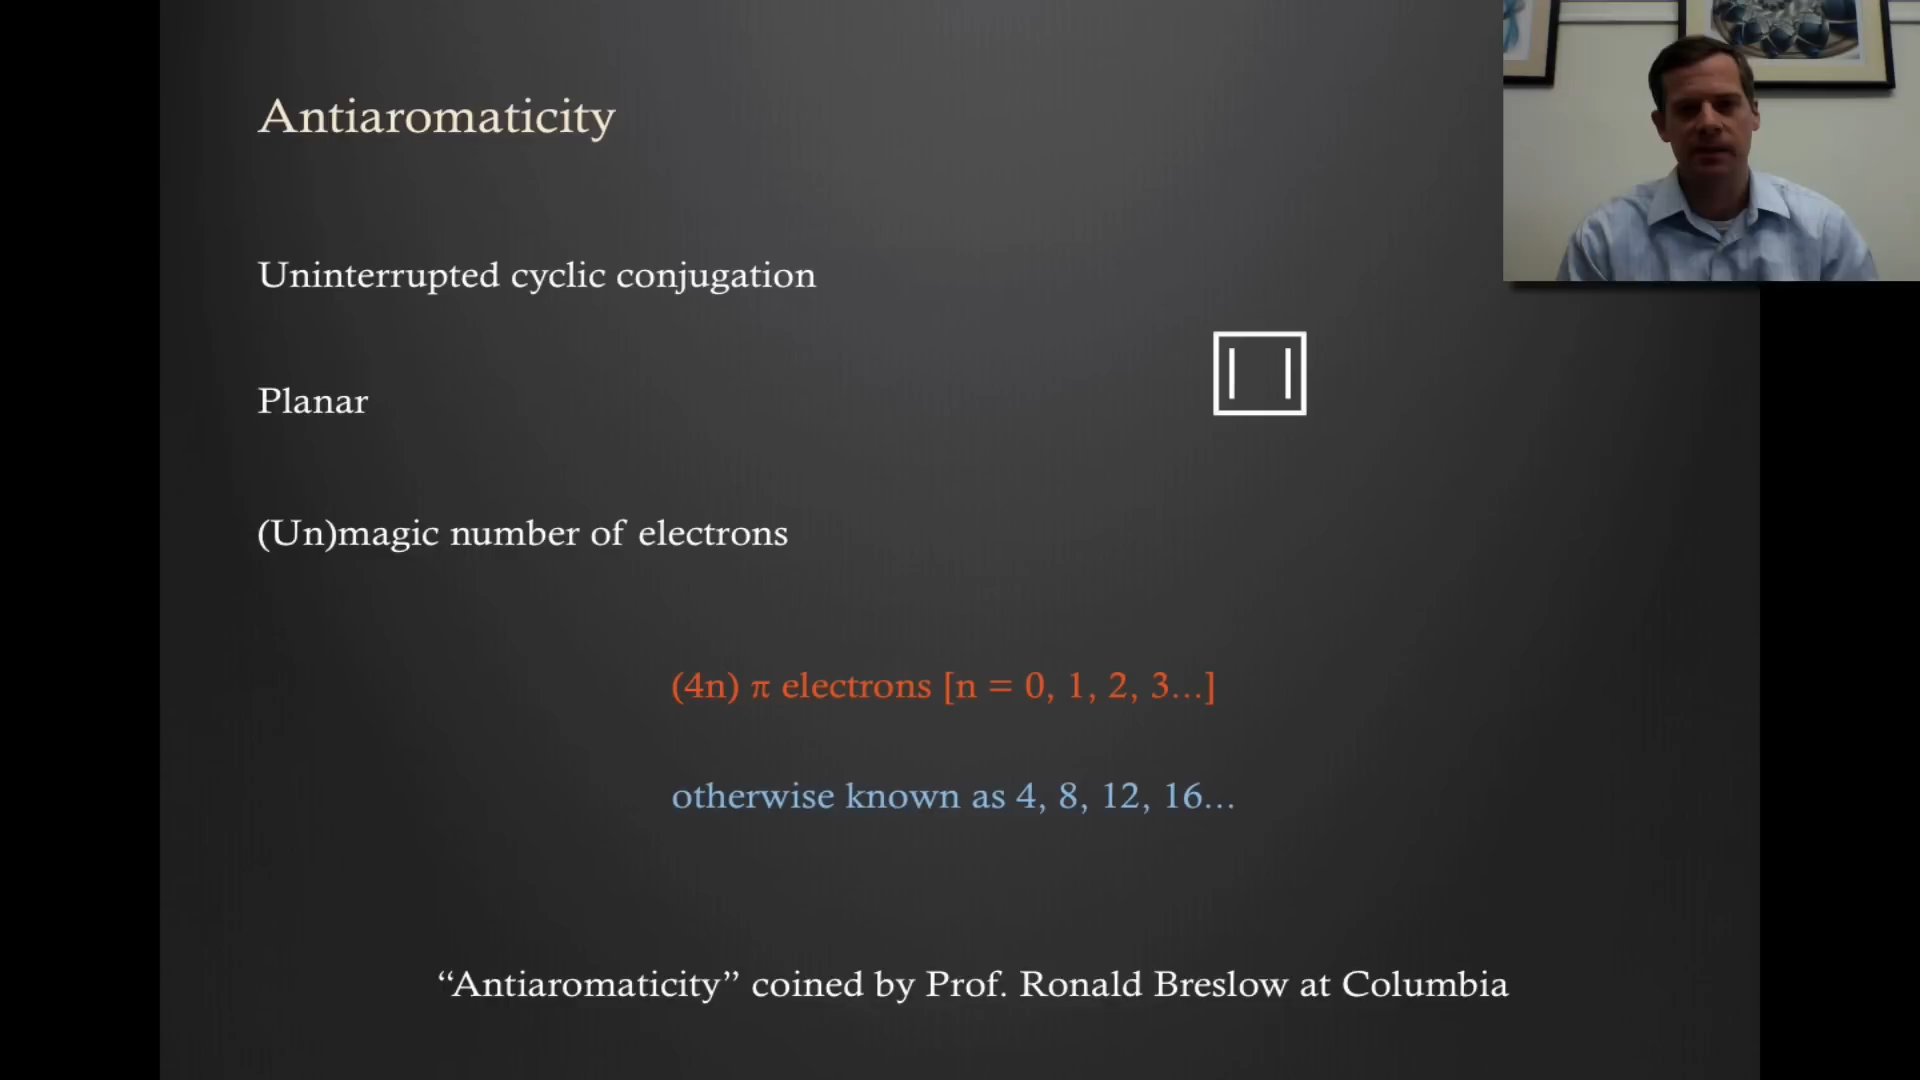 Antiaromaticity
Uninterrupted cyclic conjugation
Planar
(Un)magic number of electrons
(4n) π electrons [n = 0, 1, 2, 3...]
otherwise known as 4, 8, 12, 16...
“Antiaromaticity” coined by Prof. Ronald Breslow at Columbia